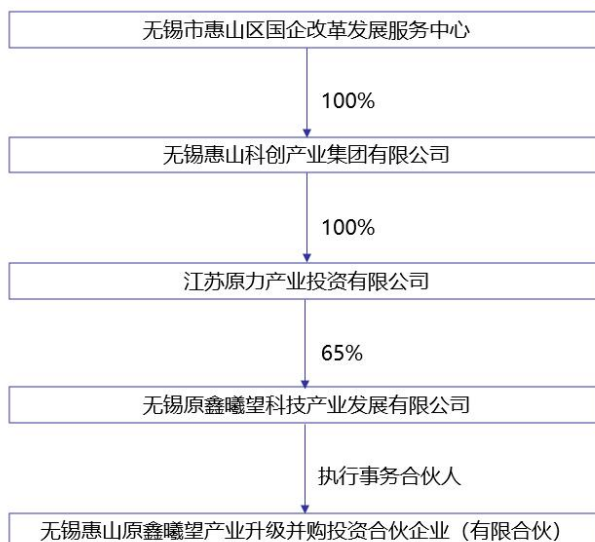 无锡市惠山区国企改革发展服务中心
100%
无锡惠山科创产业集团有限公司
100%
江苏原力产业投资有限公司
65%
无锡原鑫曦望科技产业发展有限公司
执行事务合伙人
无锡惠山原鑫曦望产业升级并购投资合伙企业（有限合伙）